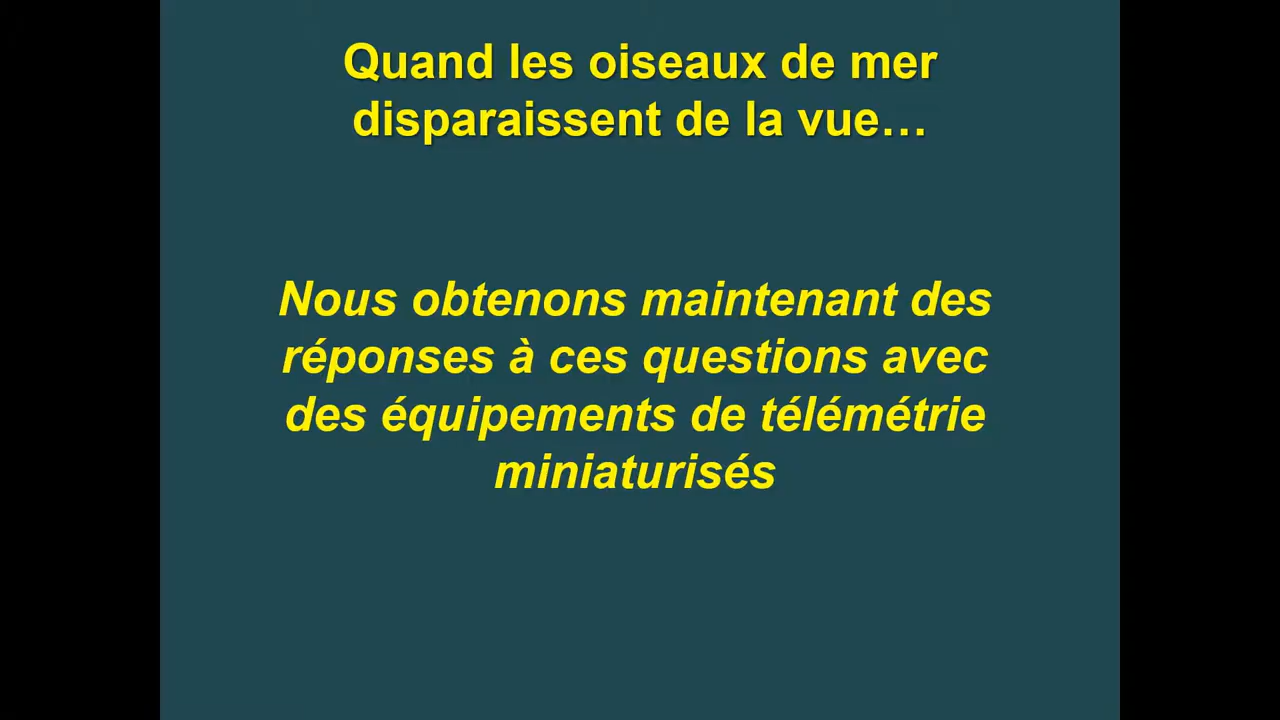 Quand les oiseaux de mer
disparaissent de la vue…
Nous obtenons maintenant des
réponses à ces questions avec
des équipements de télémétrie
miniaturisés